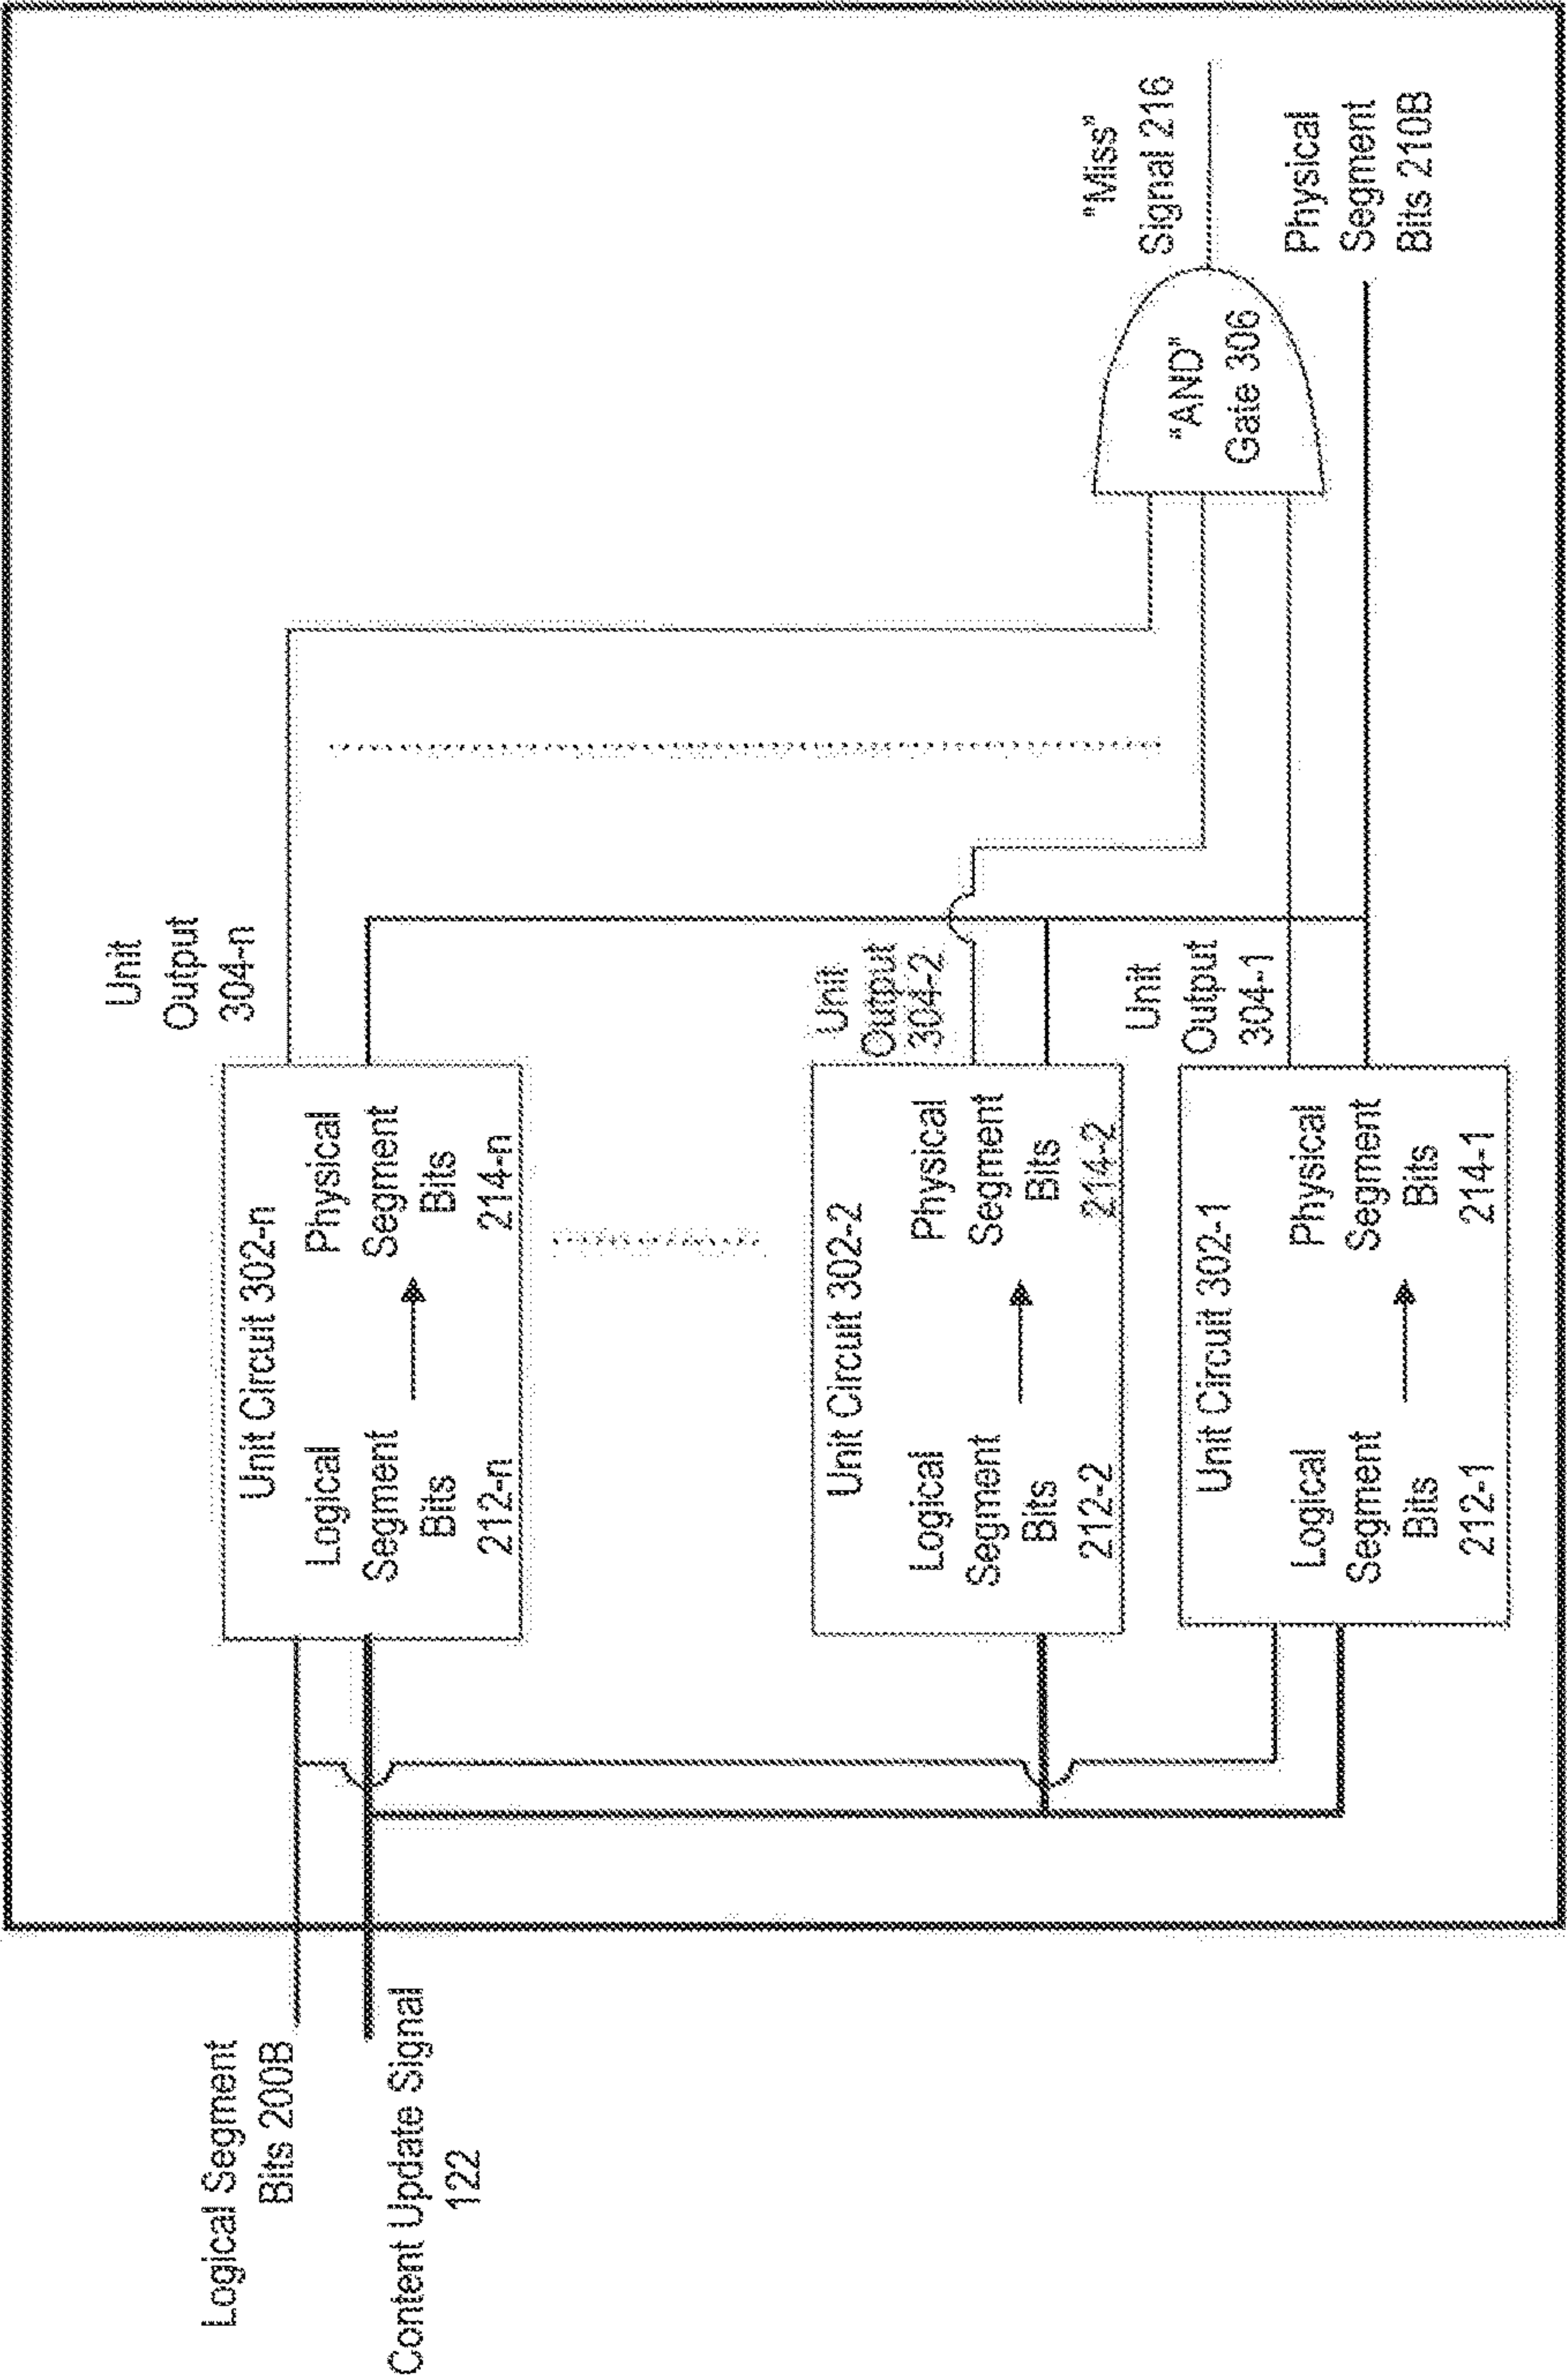 Logical Segment
Bits 200B
Content Update Signal
122
Unit Circuit 302-n
Logical
Segment
Bits
212-n
Physical
Segment
Bits
214-n
Unit
Output
304-n
Unit Circuit 302-2
Logical
Segment
Bits
212-2
Physical
Segment
Bits
214-2
Unit
Output
304-2
Unit Circuit 302-1
Logical
Segment
Bits
212-1
Physical
Segment
Bits
214-1
Unit
Output
304-1
"AND"
Gate 306
"Miss"
Signal 216
Physical
Segment
Bits 210B